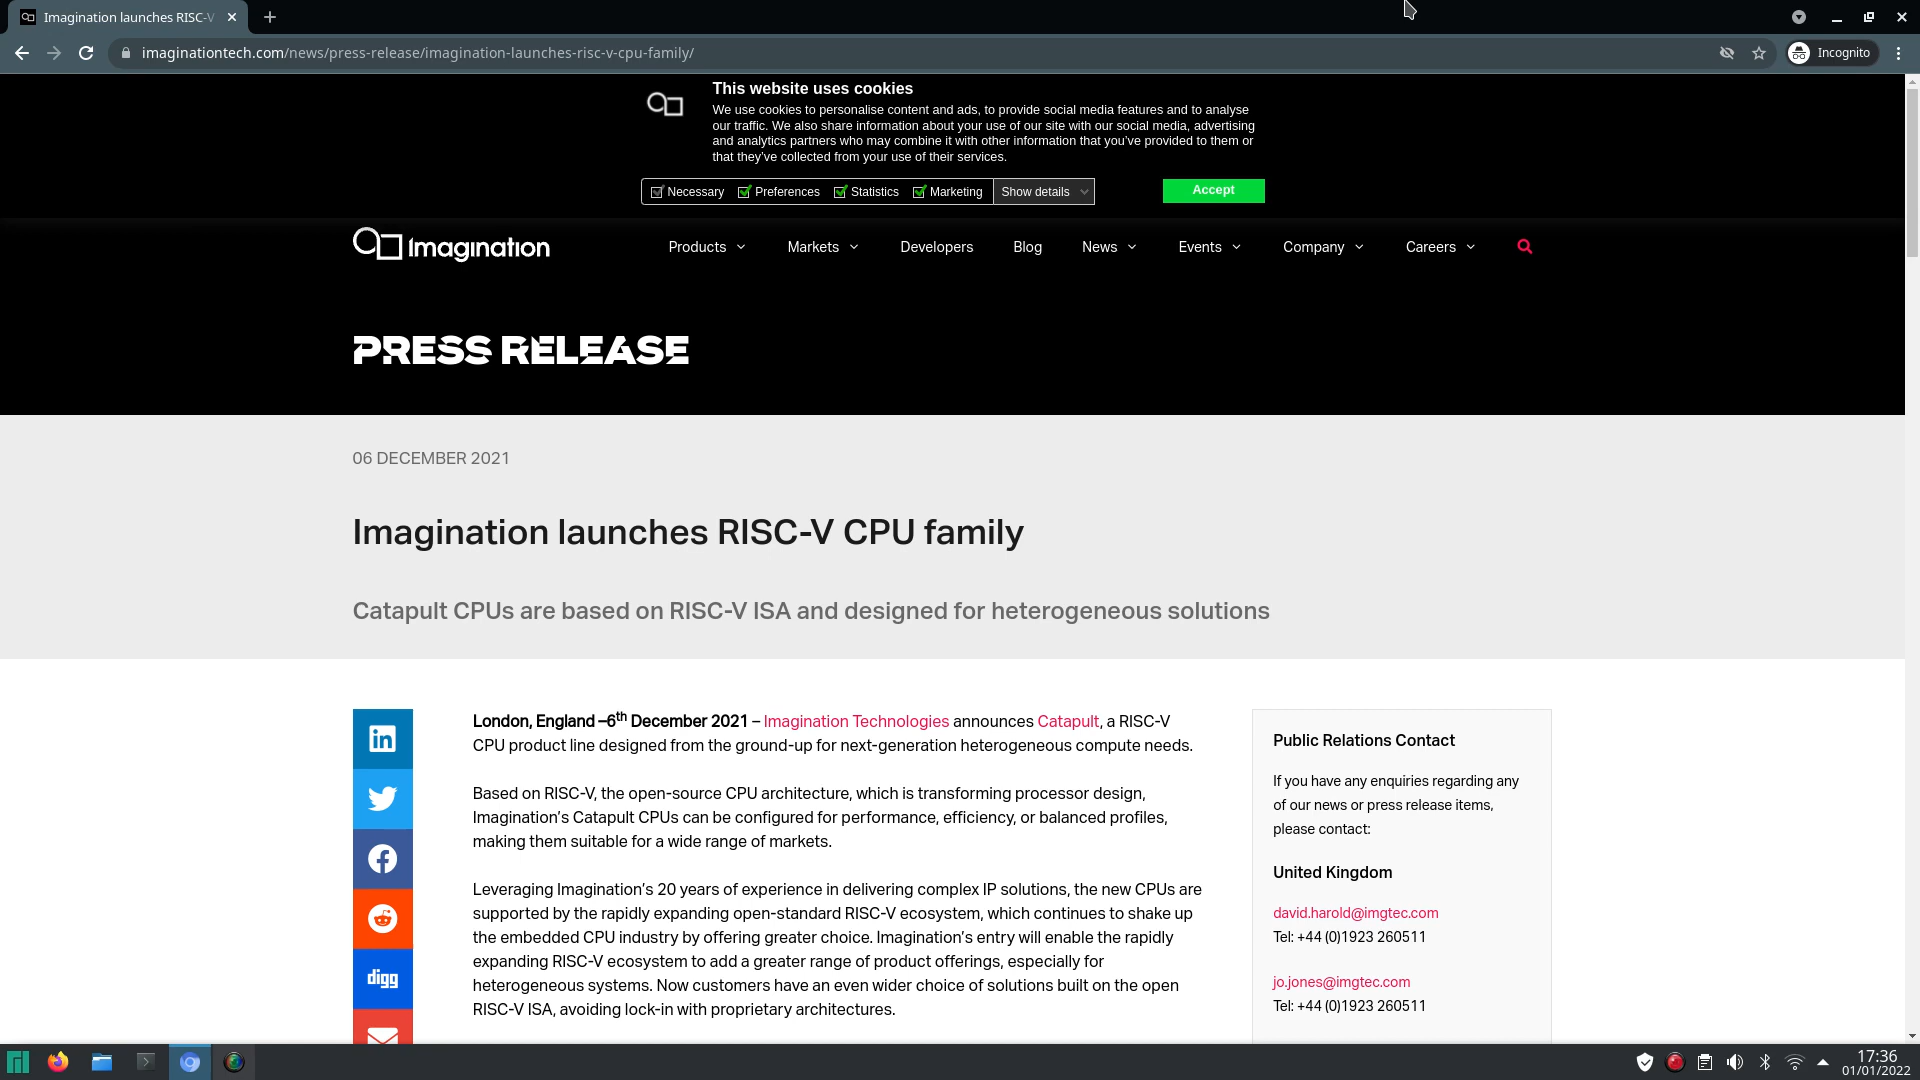 Imagination launches RISC-V
imaginationtech.com/news/press-release/imagination-launches-risc-v-cpu-family/
Incognito
This website uses cookies
We use cookies to personalise content and ads, to provide social media features and to analyse
our traffic. We also share information about your use of our site with our social media, advertising
and analytics partners who may combine it with other information that you've provided to them or
that they've collected from your use of their services.
Necessary Preferences Statistics Marketing Show details Accept
Imagination Products Markets Developers Blog News Events Company Careers
PRESS RELEASE
06 DECEMBER 2021
Imagination launches RISC-V CPU family
Catapult CPUs are based on RISC-V ISA and designed for heterogeneous solutions
London, England –6th December 2021 – Imagination Technologies announces Catapult, a RISC-V
CPU product line designed from the ground-up for next-generation heterogeneous compute needs.
Based on RISC-V, the open-source CPU architecture, which is transforming processor design,
Imagination's Catapult CPUs can be configured for performance, efficiency, or balanced profiles,
making them suitable for a wide range of markets.
Leveraging Imagination's 20 years of experience in delivering complex IP solutions, the new CPUs are
supported by the rapidly expanding open-standard RISC-V ecosystem, which continues to shake up
the embedded CPU industry by offering greater choice. Imagination's entry will enable the rapidly
expanding RISC-V ecosystem to add a greater range of product offerings, especially for
heterogeneous systems. Now customers have an even wider choice of solutions built on the open
RISC-V ISA, avoiding lock-in with proprietary architectures.
in
digg
Public Relations Contact
If you have any enquiries regarding any
of our news or press release items,
please contact:
United Kingdom
david.harold@imgtec.com
Tel: +44 (0)1923 260511
jo.jones@imgtec.com
Tel: +44 (0)1923 260511
17:36
01/01/2022